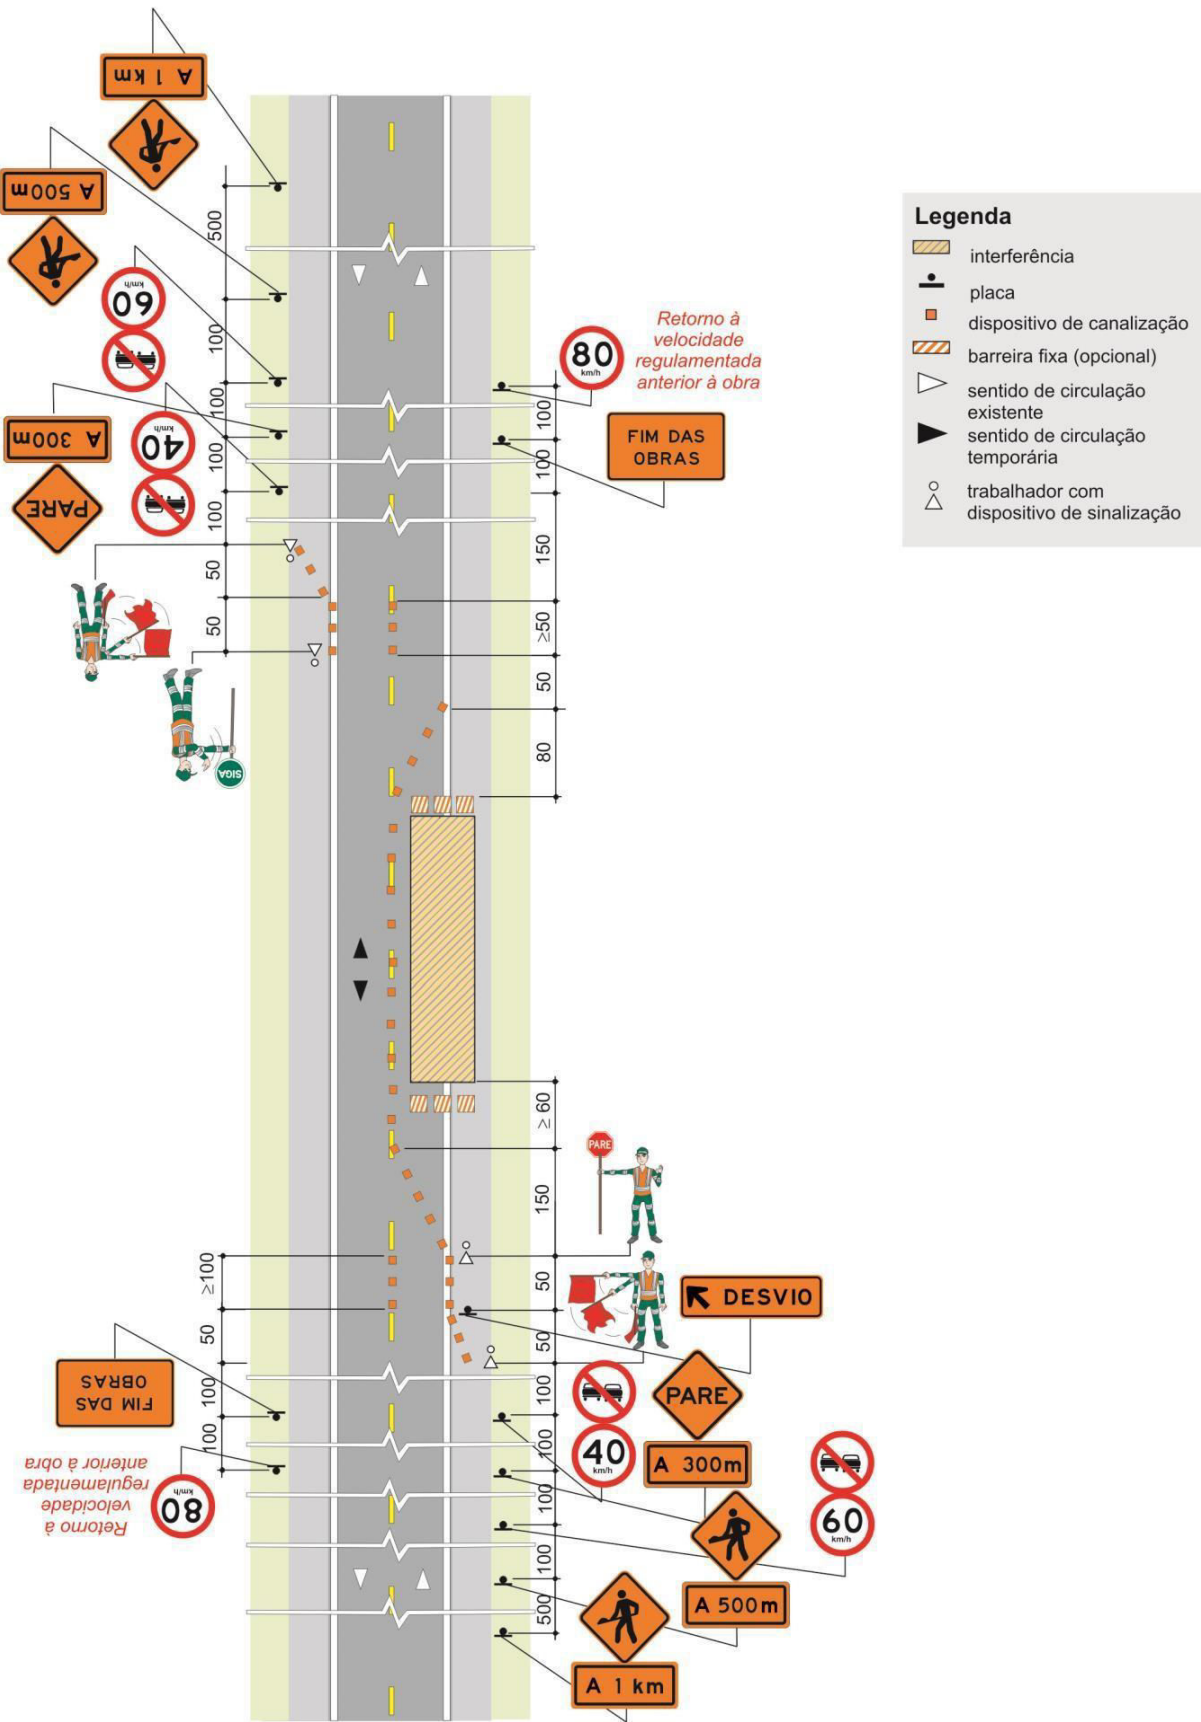 A 1 km
A 500m
60
km/h
A 300m
40
km/h
PARE
SIGA
500
100
100
100
100
50
50
80
km/h
Retorno à
velocidade
regulamentada
anterior à obra
FIM DAS
OBRAS
100
100
150
≥50
50
80
Legenda
interferência
placa
dispositivo de canalização
barreira fixa (opcional)
sentido de circulação
existente
sentido de circulação
temporária
trabalhador com
dispositivo de sinalização
≥ 60
150
50
50
100
100
100
100
500
PARE
DESVIO
PARE
A 300m
40
km/h
60
km/h
A 500m
A 1 km
≥100
50
100
100
FIM DAS
OBRAS
Retorno à
velocidade
regulamentada
anterior à obra
80
km/h